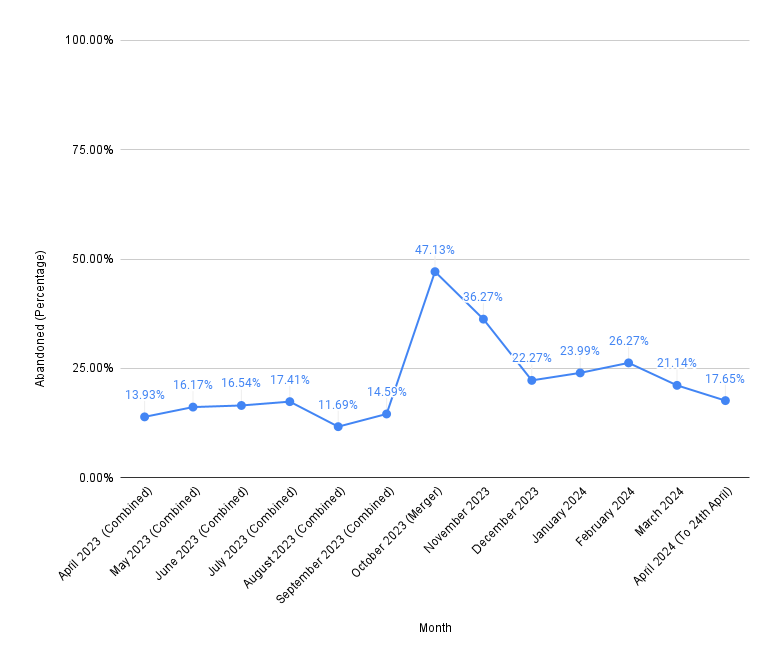 100.00%
75.00%
50.00%
25.00%
0.00%
Abandoned (Percentage)
13.93%
16.17%
16.54%
17.41%
11.69%
14.59%
47.13%
36.27%
22.27%
23.99%
26.27%
21.14%
17.65%
April 2023 (Combined)
May 2023 (Combined)
June 2023 (Combined)
July 2023 (Combined)
August 2023 (Combined)
September 2023 (Combined)
October 2023 (Merger)
November 2023
December 2023
January 2024
February 2024
March 2024
April 2024 (To 24th April)
Month